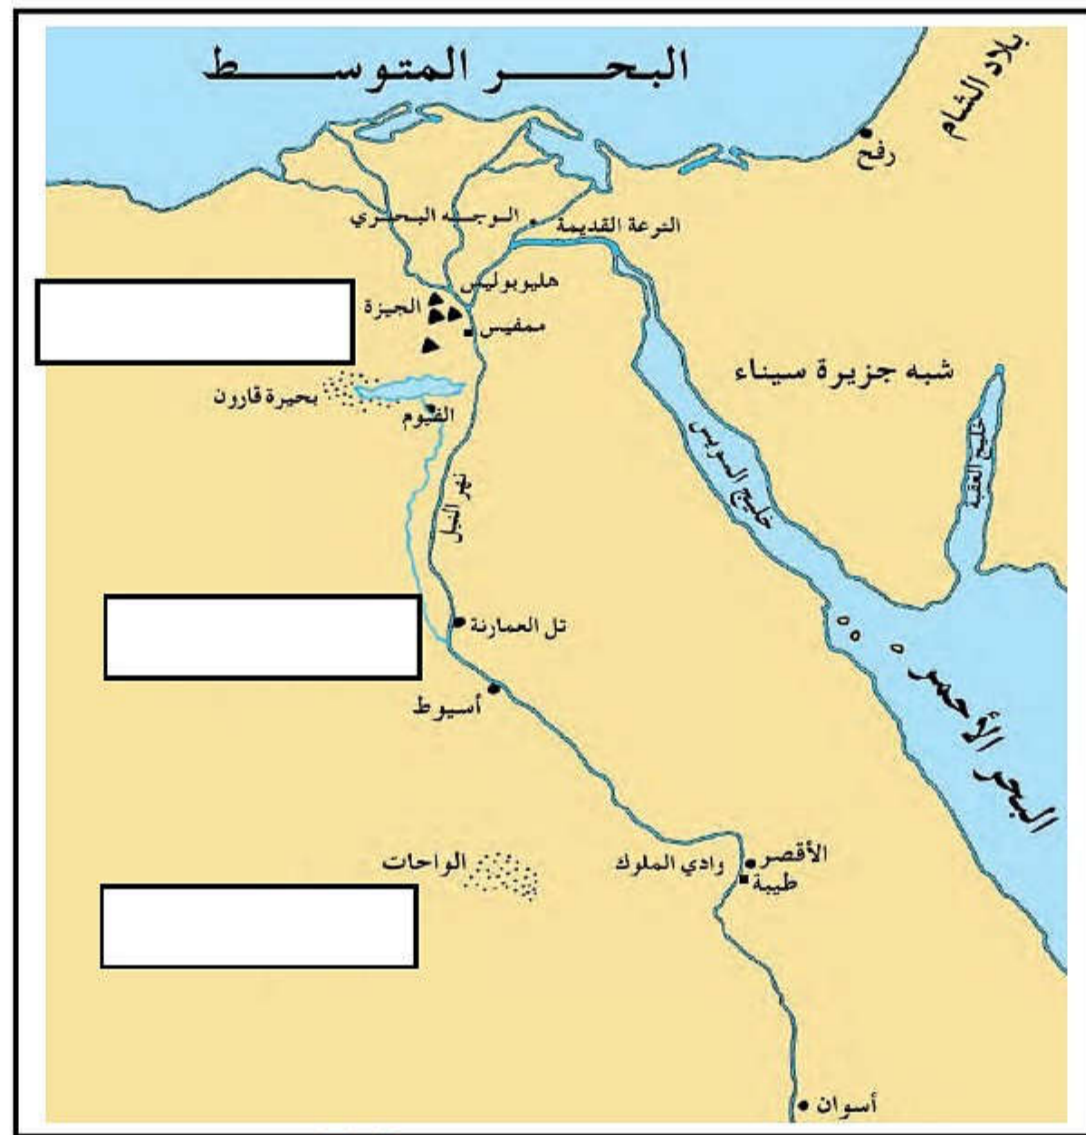 البحر المتوسط
بلاد الشام
رفح
الوجه البحري
الترعة القديمة
هليوبوليس
الجيزة
ممفيس
شبه جزيرة سيناء
بحيرة قارون
الفيوم
خليج السويس
خليج العقبة
نهر النيل
تل العمارنة
أسيوط
البحر الأحمر
الواحات
وادي الملوك
الأقصر
طيبة
أسوان